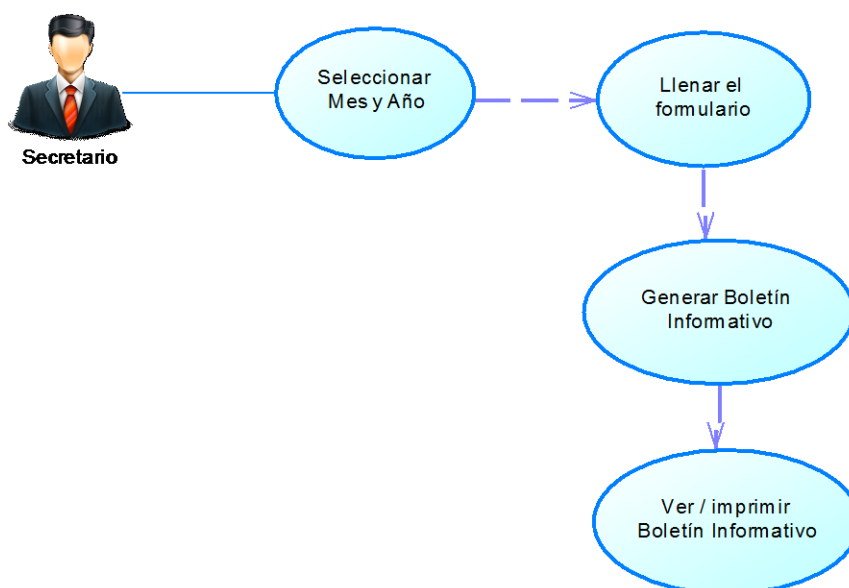 Seleccionar
Mes y Año
Llenar el
formulario
Secretario
Generar Boletín
Informativo
Ver / imprimir
Boletín Informativo